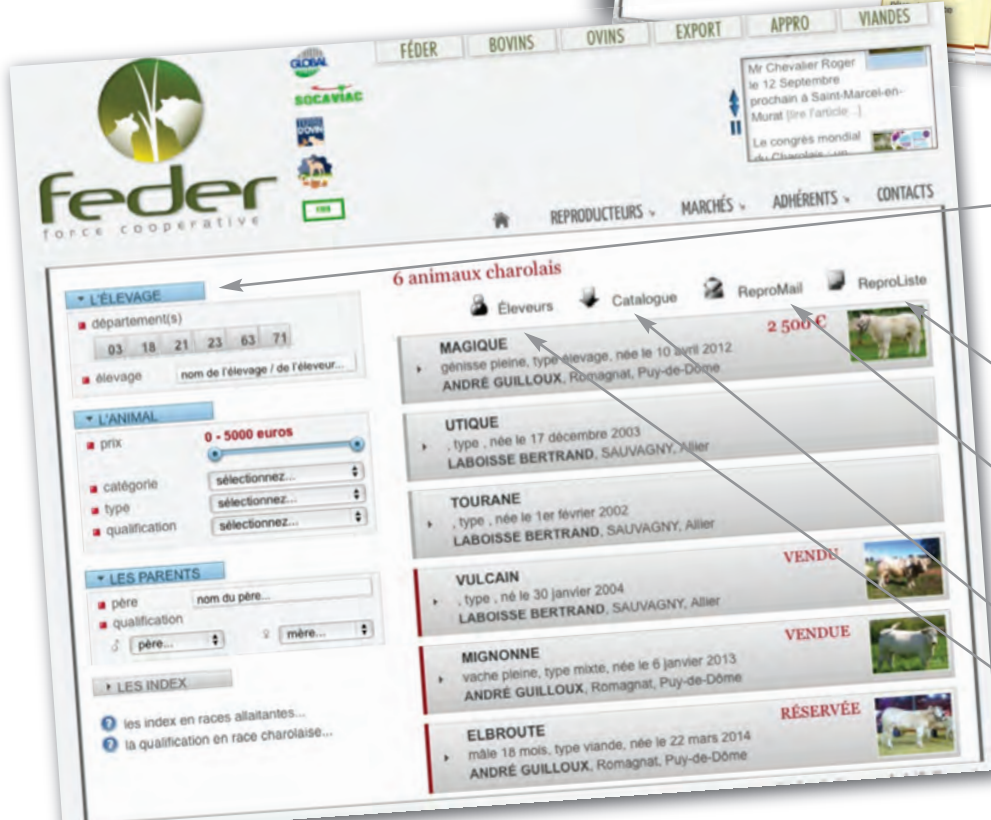 FÉDER BOVINS OVINS EXPORT APPRO VIANDES
GLOBAL
SOCAVIAC
feder
force coopérative
Mr Chevalier Roger
le 12 Septembre
prochain à Saint-Marcel-en-
Murat [lire l'article...]
Le congrès mondial
du Charolais : un
REPRODUCTEURS MARCHÉS ADHÉRENTS CONTACTS
L'ÉLEVAGE
département(s)
03 18 21 23 63 71
élevage nom de l'élevage / de l'éleveur...
L'ANIMAL
prix 0 - 5000 euros
catégorie sélectionnez...
type sélectionnez...
qualification sélectionnez...
LES PARENTS
père nom du père...
qualification
♂ père... ♀ mère...
LES INDEX
les index en races allaitantes...
la qualification en race charolaise...
6 animaux charolais
Éleveurs Catalogue ReproMail ReproListe
MAGIQUE 2 500 €
génisse pleine, type élevage, née le 10 avril 2012
ANDRÉ GUILLOUX, Romagnat, Puy-de-Dôme
UTIQUE
, type , née le 17 décembre 2003
LABOISSE BERTRAND, SAUVAGNY, Allier
TOURANE
, type , née le 1er février 2002
LABOISSE BERTRAND, SAUVAGNY, Allier
VULCAIN VENDU
, type , né le 30 janvier 2004
LABOISSE BERTRAND, SAUVAGNY, Allier
MIGNONNE VENDUE
vache pleine, type mixte, née le 6 janvier 2013
ANDRÉ GUILLOUX, Romagnat, Puy-de-Dôme
ELBROUTE RÉSERVÉE
mâle 18 mois, type viande, née le 22 mars 2014
ANDRÉ GUILLOUX, Romagnat, Puy-de-Dôme